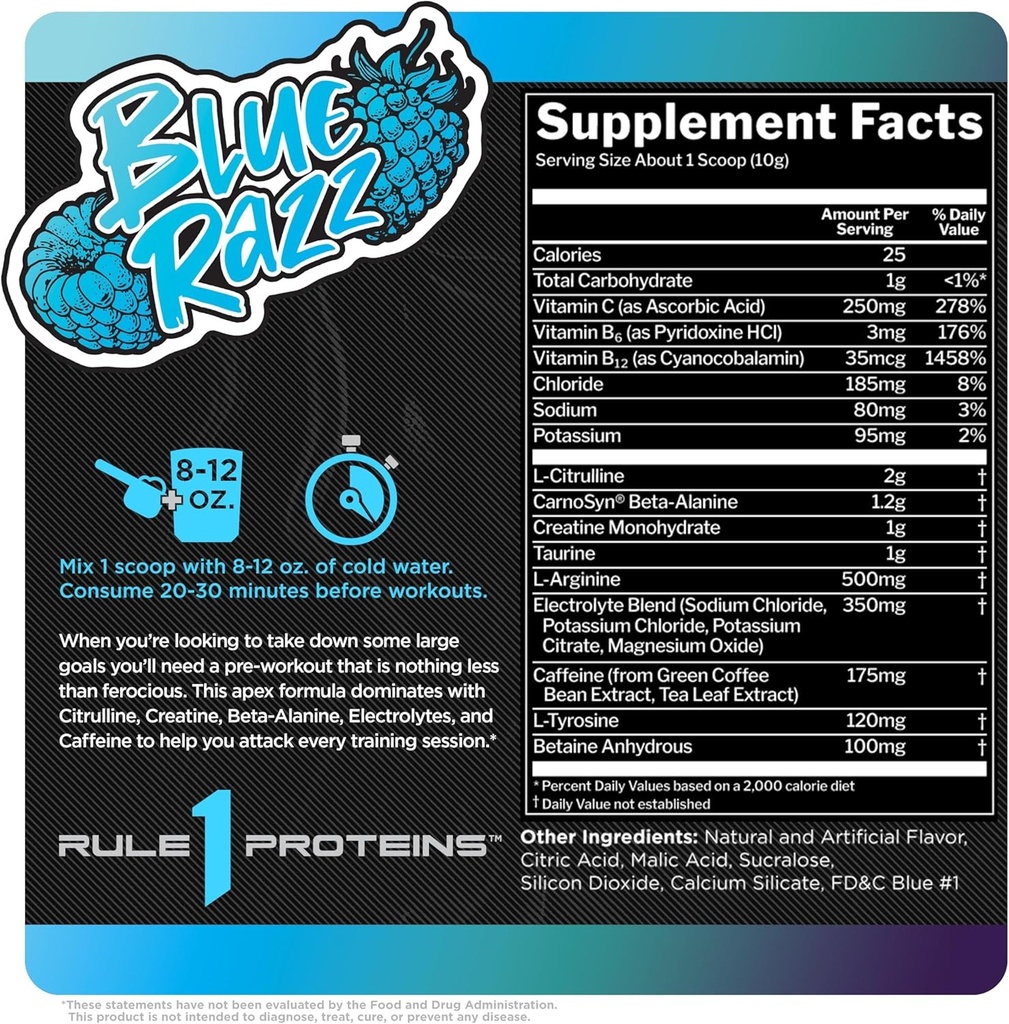 BLUE
RAZZ
8-12
OZ.
Mix 1 scoop with 8-12 oz. of cold water.
Consume 20-30 minutes before workouts.
When you're looking to take down some large
goals you'll need a pre-workout that is nothing less
than ferocious. This apex formula dominates with
Citrulline, Creatine, Beta-Alanine, Electrolytes, and
Caffeine to help you attack every training session.*
RULE 1 PROTEINS™
Supplement Facts
Serving Size About 1 Scoop (10g)
Amount Per % Daily
Serving Value
Calories 25
Total Carbohydrate 1g <1%*
Vitamin C (as Ascorbic Acid) 250mg 278%
Vitamin B₆ (as Pyridoxine HCl) 3mg 176%
Vitamin B₁₂ (as Cyanocobalamin) 35mcg 1458%
Chloride 185mg 8%
Sodium 80mg 3%
Potassium 95mg 2%
L-Citrulline 2g †
CarnoSyn® Beta-Alanine 1.2g †
Creatine Monohydrate 1g †
Taurine 1g †
L-Arginine 500mg †
Electrolyte Blend (Sodium Chloride, 350mg †
Potassium Chloride, Potassium
Citrate, Magnesium Oxide)
Caffeine (from Green Coffee 175mg †
Bean Extract, Tea Leaf Extract)
L-Tyrosine 120mg †
Betaine Anhydrous 100mg †
* Percent Daily Values based on a 2,000 calorie diet
† Daily Value not established
Other Ingredients: Natural and Artificial Flavor,
Citric Acid, Malic Acid, Sucralose,
Silicon Dioxide, Calcium Silicate, FD&C Blue #1
*These statements have not been evaluated by the Food and Drug Administration.
This product is not intended to diagnose, treat, cure, or prevent any disease.